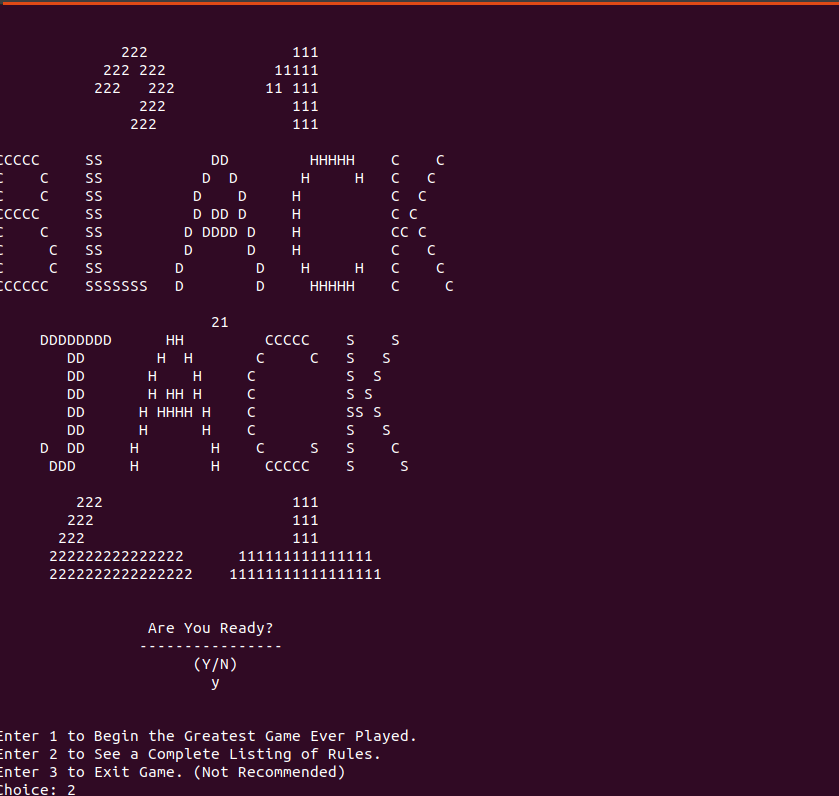 222                111
           222 222            11111
          222   222          11 111
               222              111
              222               111

CCCCC     SS            DD         HHHHH    C    C
C    C    SS           D  D       H     H   C   C
C    C    SS          D    D     H          C  C
CCCCC     SS          D DD D     H          C C
C    C    SS         D DDDD D    H          CC C
C     C   SS         D      D    H          C   C
C     C   SS        D        D    H     H   C    C
CCCCCC    SSSSSSS   D        D     HHHHH    C     C

                        21
     DDDDDDDD      HH         CCCCC    S    S
        DD        H  H       C     C   S   S
        DD       H    H     C          S  S
        DD       H HH H     C          S S
        DD      H HHHH H    C          SS S
        DD      H      H    C          S   S
     D  DD     H        H    C     S   S    C
      DDD      H        H     CCCCC    S     S

         222                     111
        222                      111
       222                       111
      222222222222222      111111111111111
      2222222222222222    11111111111111111

                 Are You Ready?
                ----------------
                      (Y/N)
                        y

Enter 1 to Begin the Greatest Game Ever Played.
Enter 2 to See a Complete Listing of Rules.
Enter 3 to Exit Game. (Not Recommended)
Choice: 2